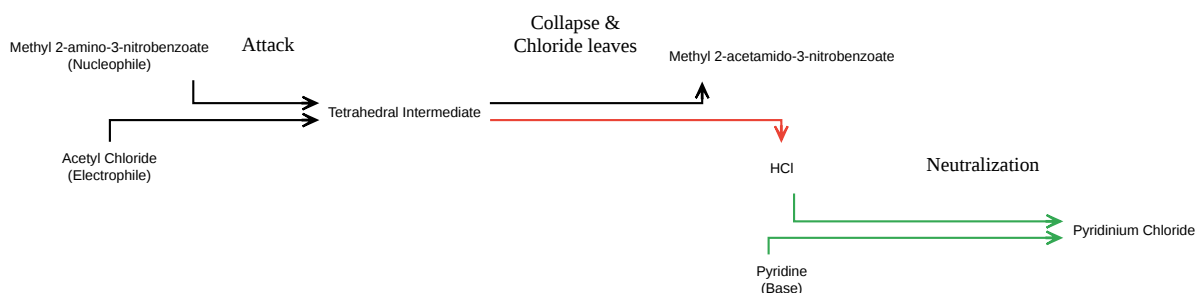 Methyl 2-amino-3-nitrobenzoate
(Nucleophile)
Attack
Collapse &
Chloride leaves
Methyl 2-acetamido-3-nitrobenzoate
Tetrahedral Intermediate
Acetyl Chloride
(Electrophile)
HCl
Neutralization
Pyridinium Chloride
Pyridine
(Base)